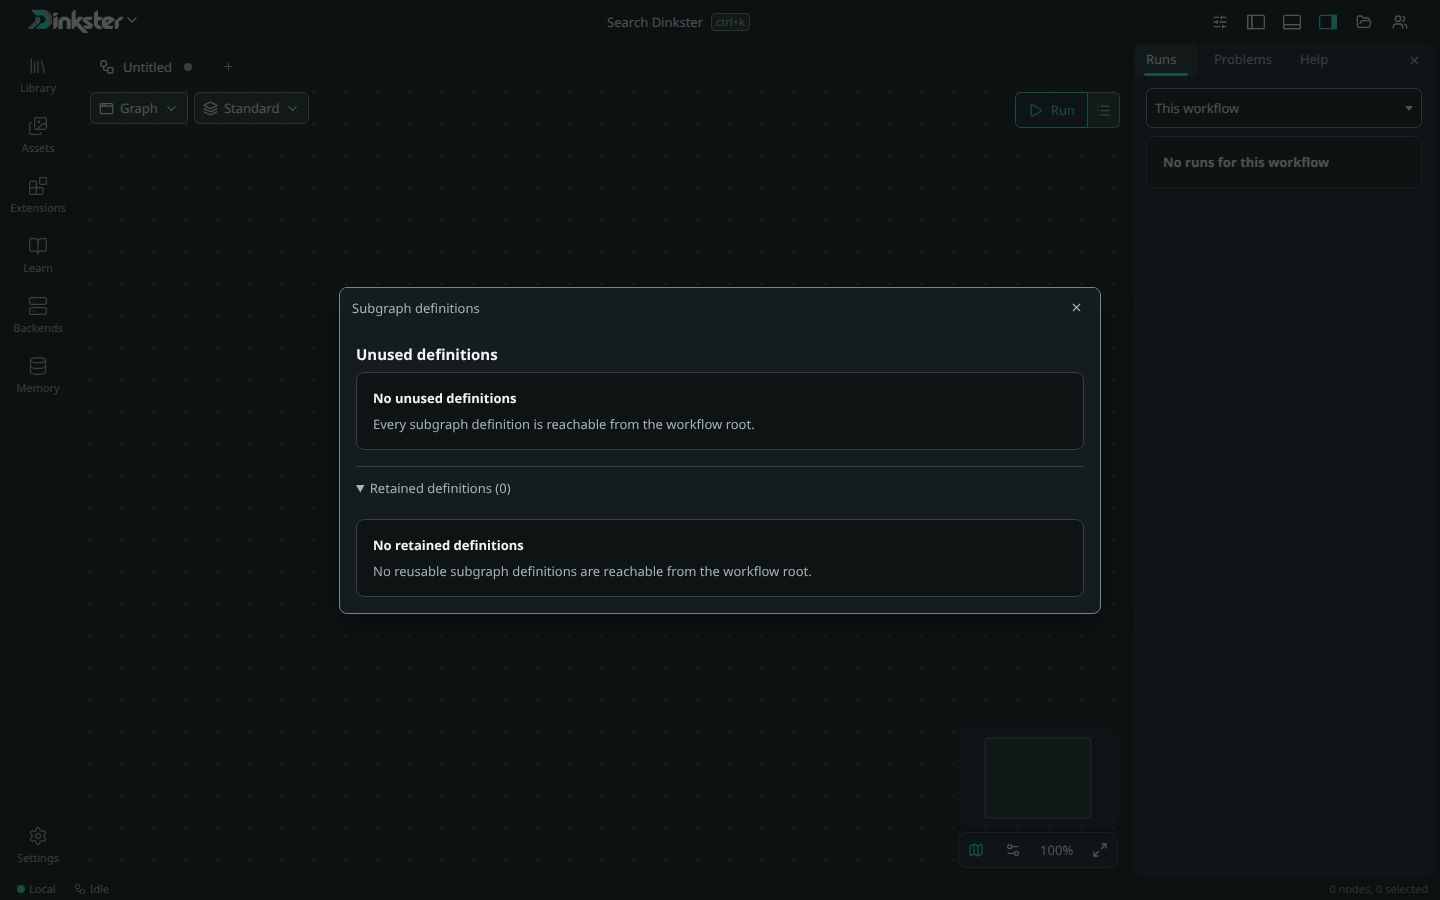 Dinkster
Search Dinkster ctrl+k
Library
Assets
Extensions
Learn
Backends
Memory
Settings
Untitled
Graph
Standard
Run
Runs
Problems
Help
This workflow
No runs for this workflow
Subgraph definitions
Unused definitions
No unused definitions
Every subgraph definition is reachable from the workflow root.
Retained definitions (0)
No retained definitions
No reusable subgraph definitions are reachable from the workflow root.
100%
Local
Idle
0 nodes, 0 selected